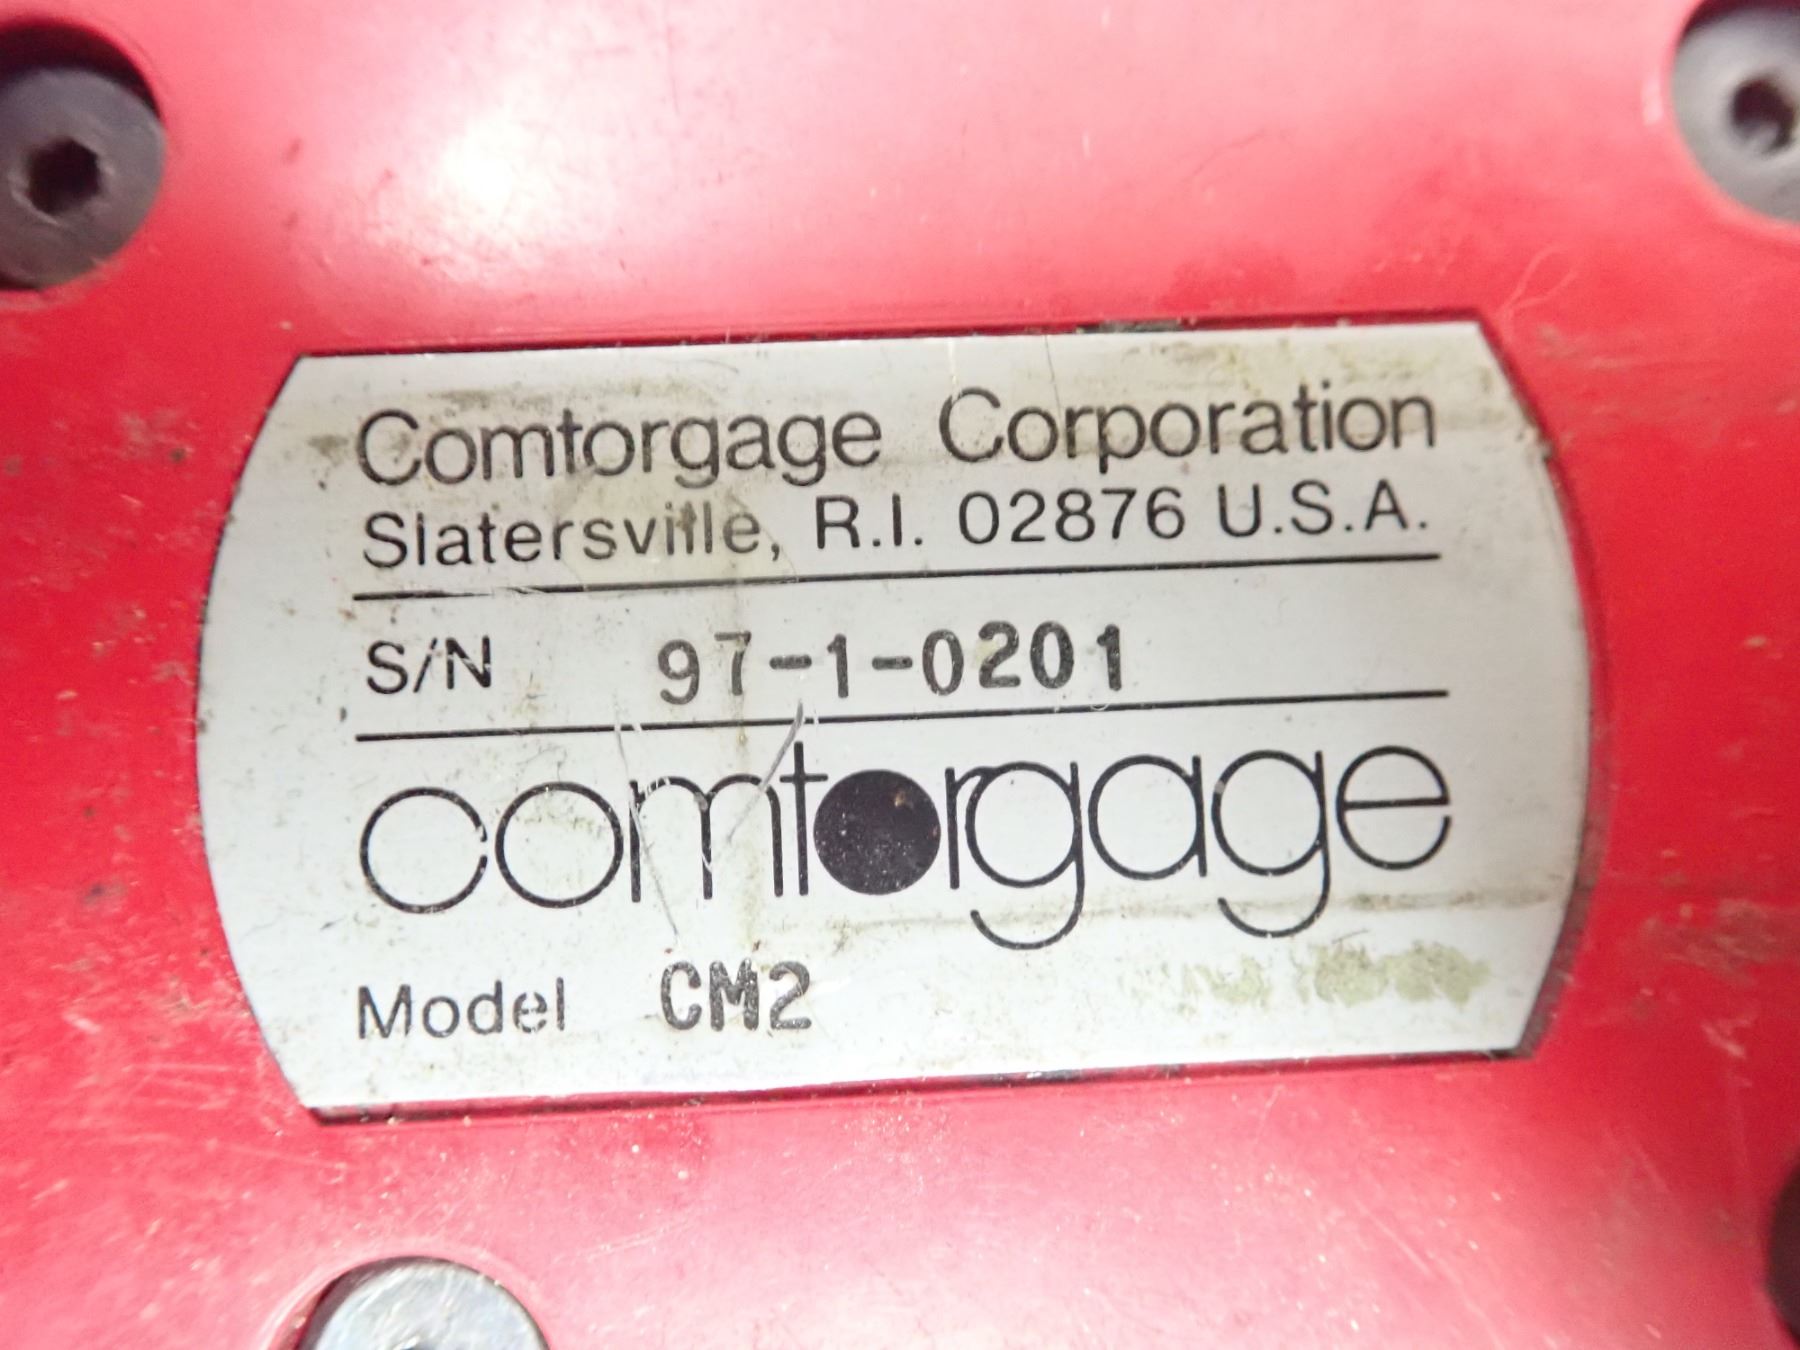 Comtorgage Corporation
Slatersville, R.I. 02876 U.S.A.
S/N 97-1-0201
comtorgage
Model CM2